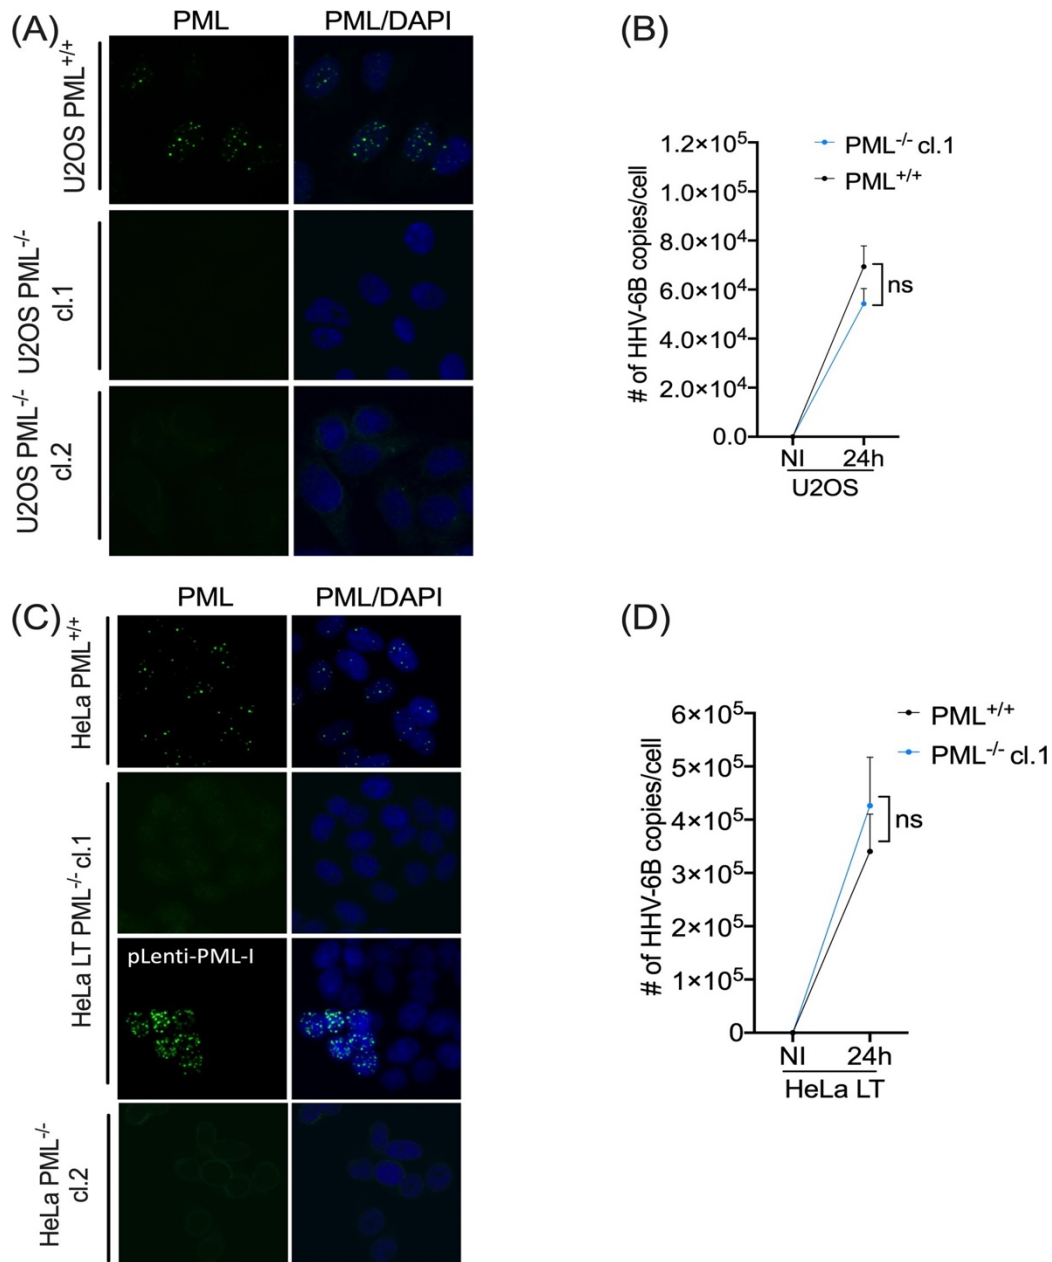 (A)
PML PML/DAPI
U2OS PML+/+
U2OS PML-/-
cl.1
U2OS PML-/-
cl.2
(B)
# of HHV-6B copies/cell
1.2×10⁵
1.0×10⁵
8.0×10⁴
6.0×10⁴
4.0×10⁴
2.0×10⁴
0.0
PML-/- cl.1
PML+/+
ns
NI 24h
U2OS
(C)
PML PML/DAPI
HeLa PML+/+
HeLa LT PML-/- cl.1
pLenti-PML-I
HeLa PML-/-
cl.2
(D)
# of HHV-6B copies/cell
6×10⁵
5×10⁵
4×10⁵
3×10⁵
2×10⁵
1×10⁵
0
PML+/+
PML-/- cl.1
ns
NI 24h
HeLa LT